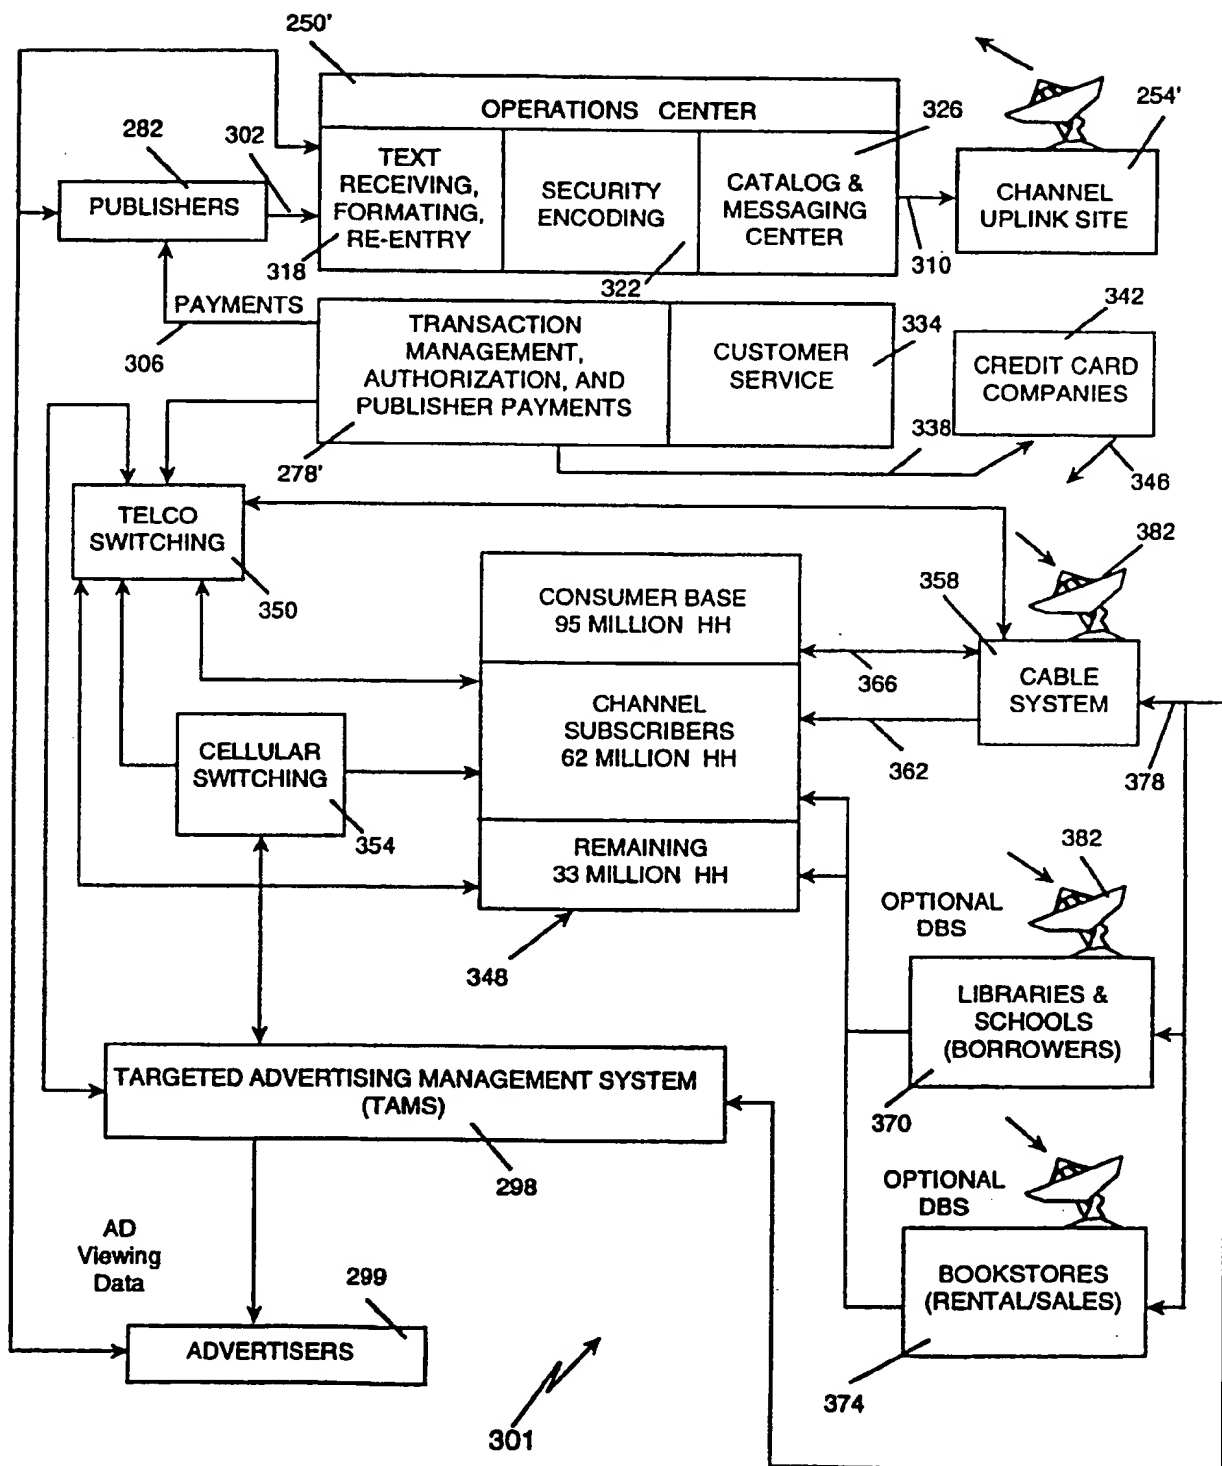 250'
OPERATIONS CENTER
326
254'
282
302
TEXT
RECEIVING,
FORMATING,
RE-ENTRY
SECURITY
ENCODING
CATALOG &
MESSAGING
CENTER
CHANNEL
UPLINK SITE
PUBLISHERS
318
322
310
PAYMENTS
306
TRANSACTION
MANAGEMENT,
AUTHORIZATION, AND
PUBLISHER PAYMENTS
CUSTOMER
SERVICE
334
342
CREDIT CARD
COMPANIES
278'
338
346
TELCO
SWITCHING
350
382
358
CONSUMER BASE
95 MILLION HH
366
CABLE
SYSTEM
CHANNEL
SUBSCRIBERS
62 MILLION HH
362
378
CELLULAR
SWITCHING
354
REMAINING
33 MILLION HH
348
382
OPTIONAL
DBS
LIBRARIES &
SCHOOLS
(BORROWERS)
370
TARGETED ADVERTISING MANAGEMENT SYSTEM
(TAMS)
298
OPTIONAL
DBS
BOOKSTORES
(RENTAL/SALES)
374
AD
Viewing
Data
299
ADVERTISERS
301